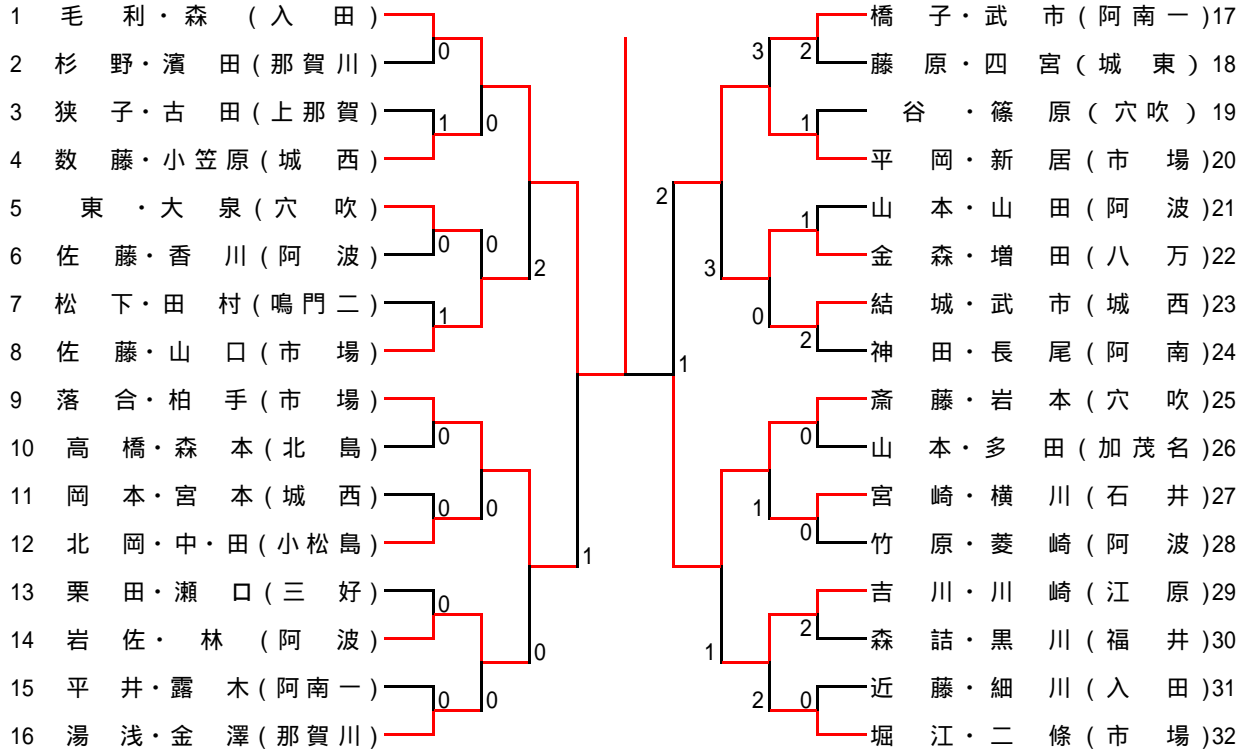 1 毛 利・森 (入 田)
2 杉 野・濱 田(那賀川)
3 狭 子・古 田(上那賀)
4 数 藤・小笠原(城 西)
5 東 ・大 泉(穴 吹)
6 佐 藤・香 川(阿 波)
7 松 下・田 村(鳴門二)
8 佐 藤・山 口(市 場)
9 落 合・柏 手(市 場)
10 高 橋・森 本(北 島)
11 岡 本・宮 本(城 西)
12 北 岡・中・田(小松島)
13 栗 田・瀬 口(三 好)
14 岩 佐・ 林 (阿 波)
15 平 井・露 木(阿南一)
16 湯 浅・金 澤(那賀川)
0
1
0
1
0
0
0
0
0
0
0
0
2
0
1
1
2
3
3
1
3
0
1
2
2
1
1
2
0
0
2
0
橋 子・武 市(阿南一)17
藤 原・四 宮(城 東)18
谷 ・篠 原(穴吹)19
平 岡・新 居(市 場)20
山 本・山 田(阿 波)21
金 森・増 田(八 万)22
結 城・武 市(城 西)23
神 田・長 尾(阿 南)24
斎 藤・岩 本(穴 吹)25
山 本・多 田(加茂名)26
宮 崎・横 川(石 井)27
竹 原・菱 崎(阿 波)28
吉 川・川 崎(江 原)29
森 詰・黒 川(福 井)30
近 藤・細 川(入 田)31
堀 江・二 條(市 場)32